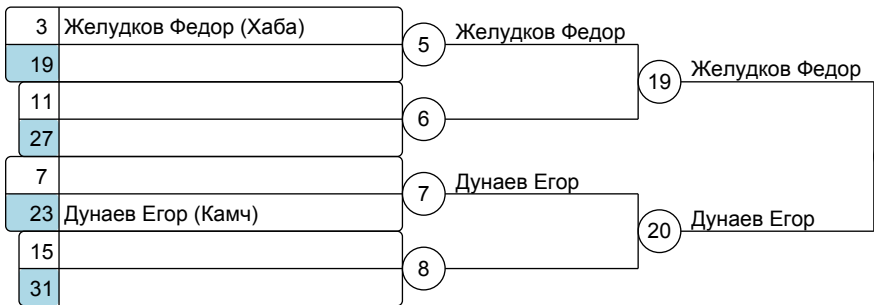 3 Желудков Федор (Хаба)
19
5 Желудков Федор
11
27
6
19 Желудков Федор
7
23 Дунаев Егор (Камч)
7 Дунаев Егор
15
31
8
20 Дунаев Егор